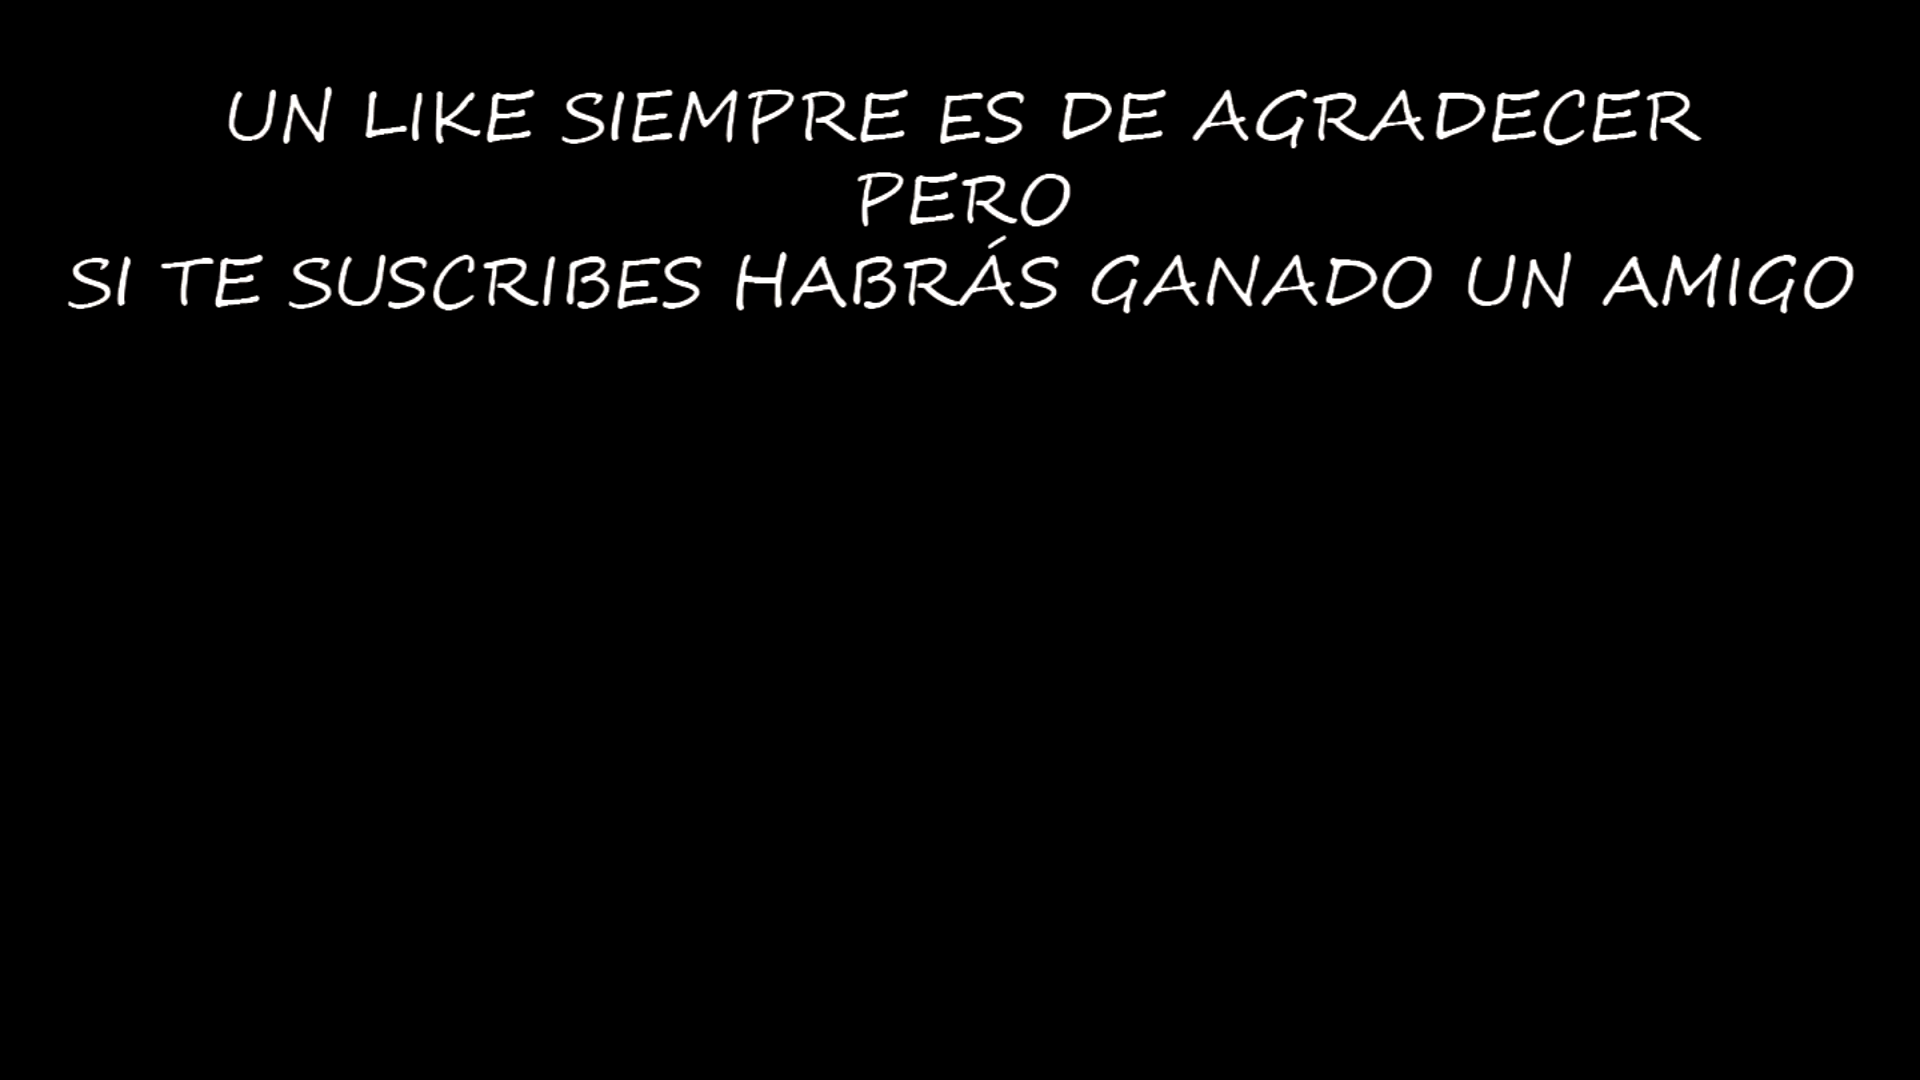 UN LIKE SIEMPRE ES DE AGRADECER
PERO
SI TE SUSCRIBES HABRÁS GANADO UN AMIGO